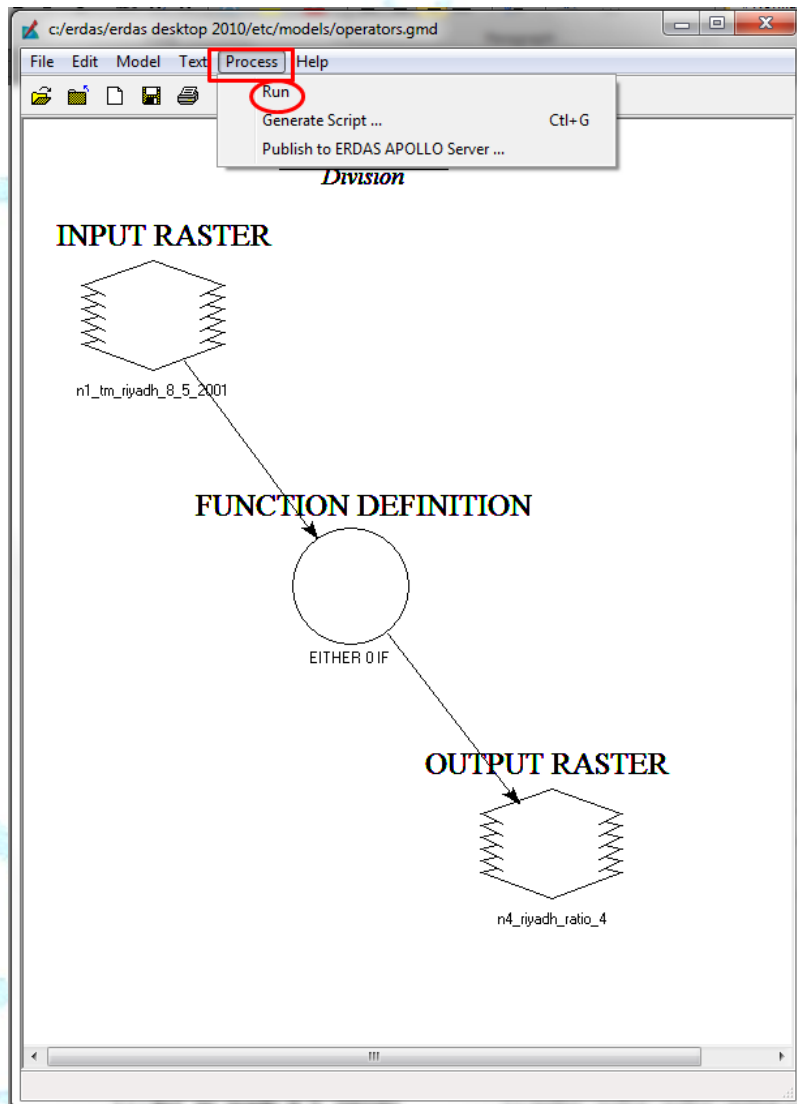 c:/erdas/erdas desktop 2010/etc/models/operators.gmd
File Edit Model Text Process Help
Run
Generate Script ... Ctl+G
Publish to ERDAS APOLLO Server ...
Division
INPUT RASTER
n1_tm_riyadh_8_5_2001
FUNCTION DEFINITION
EITHER 0 IF
OUTPUT RASTER
n4_riyadh_ratio_4